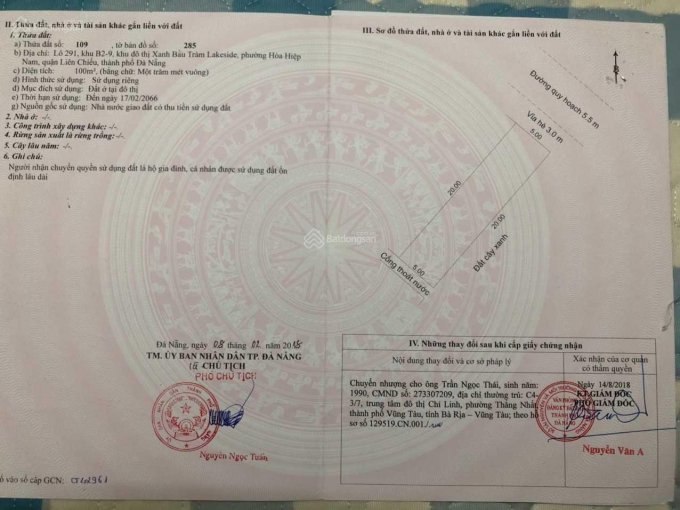 II. Thửa đất, nhà ở và tài sản khác gắn liền với đất
1. Thửa đất:
a) Thửa đất số: 109 , tờ bản đồ số: 285
b) Địa chỉ: Lô 291, khu B2-9, khu đô thị Xanh Bầu Tràm Lakeside, phường Hòa Hiệp
Nam, quận Liên Chiểu, thành phố Đà Nẵng
c) Diện tích: 100m², (bằng chữ: Một trăm mét vuông)
d) Hình thức sử dụng: Sử dụng riêng
đ) Mục đích sử dụng: Đất ở tại đô thị
e) Thời hạn sử dụng: Đến ngày 17/02/2066
g) Nguồn gốc sử dụng: Nhà nước giao đất có thu tiền sử dụng đất
2. Nhà ở: -/-
3. Công trình xây dựng khác: -/-
4. Rừng sản xuất là rừng trồng: -/-
5. Cây lâu năm: -/-
6. Ghi chú:
Người nhận chuyển quyền sử dụng đất là hộ gia đình, cá nhân được sử dụng đất ổn
định lâu dài
Đà Nẵng, ngày 08 tháng 02 năm
TM. ỦY BAN NHÂN DÂN TP. ĐÀ NẴNG
CHỦ TỊCH
PHÓ CHỦ TỊCH
Nguyễn Ngọc Tuấn
vào sổ cấp GCN:
III. Sơ đồ thửa đất, nhà ở và tài sản khác gắn liền với đất
B
Đường quy hoạch 5.5 m
Vỉa hè 3.0 m
5.00
20.00
20.00
5.00
Đất cây xanh
Cống thoát nước
Batdongsan
IV. Những thay đổi sau khi cấp giấy chứng nhận
Nội dung thay đổi và cơ sở pháp lý
Xác nhận của cơ quan
có thẩm quyền
Chuyển nhượng cho ông Trần Ngọc Thái, sinh năm:
1990, CMND số: 273307209, địa chỉ thường trú: C4-
3/7, trung tâm đô thị Chí Linh, phường Thắng Nhất,
thành phố Vũng Tàu, tỉnh Bà Rịa – Vũng Tàu; theo hồ
sơ số 129519.CN.001
Ngày 14/8/2018
KT.GIÁM ĐỐC
PHÓ GIÁM ĐỐC
Nguyễn Văn A